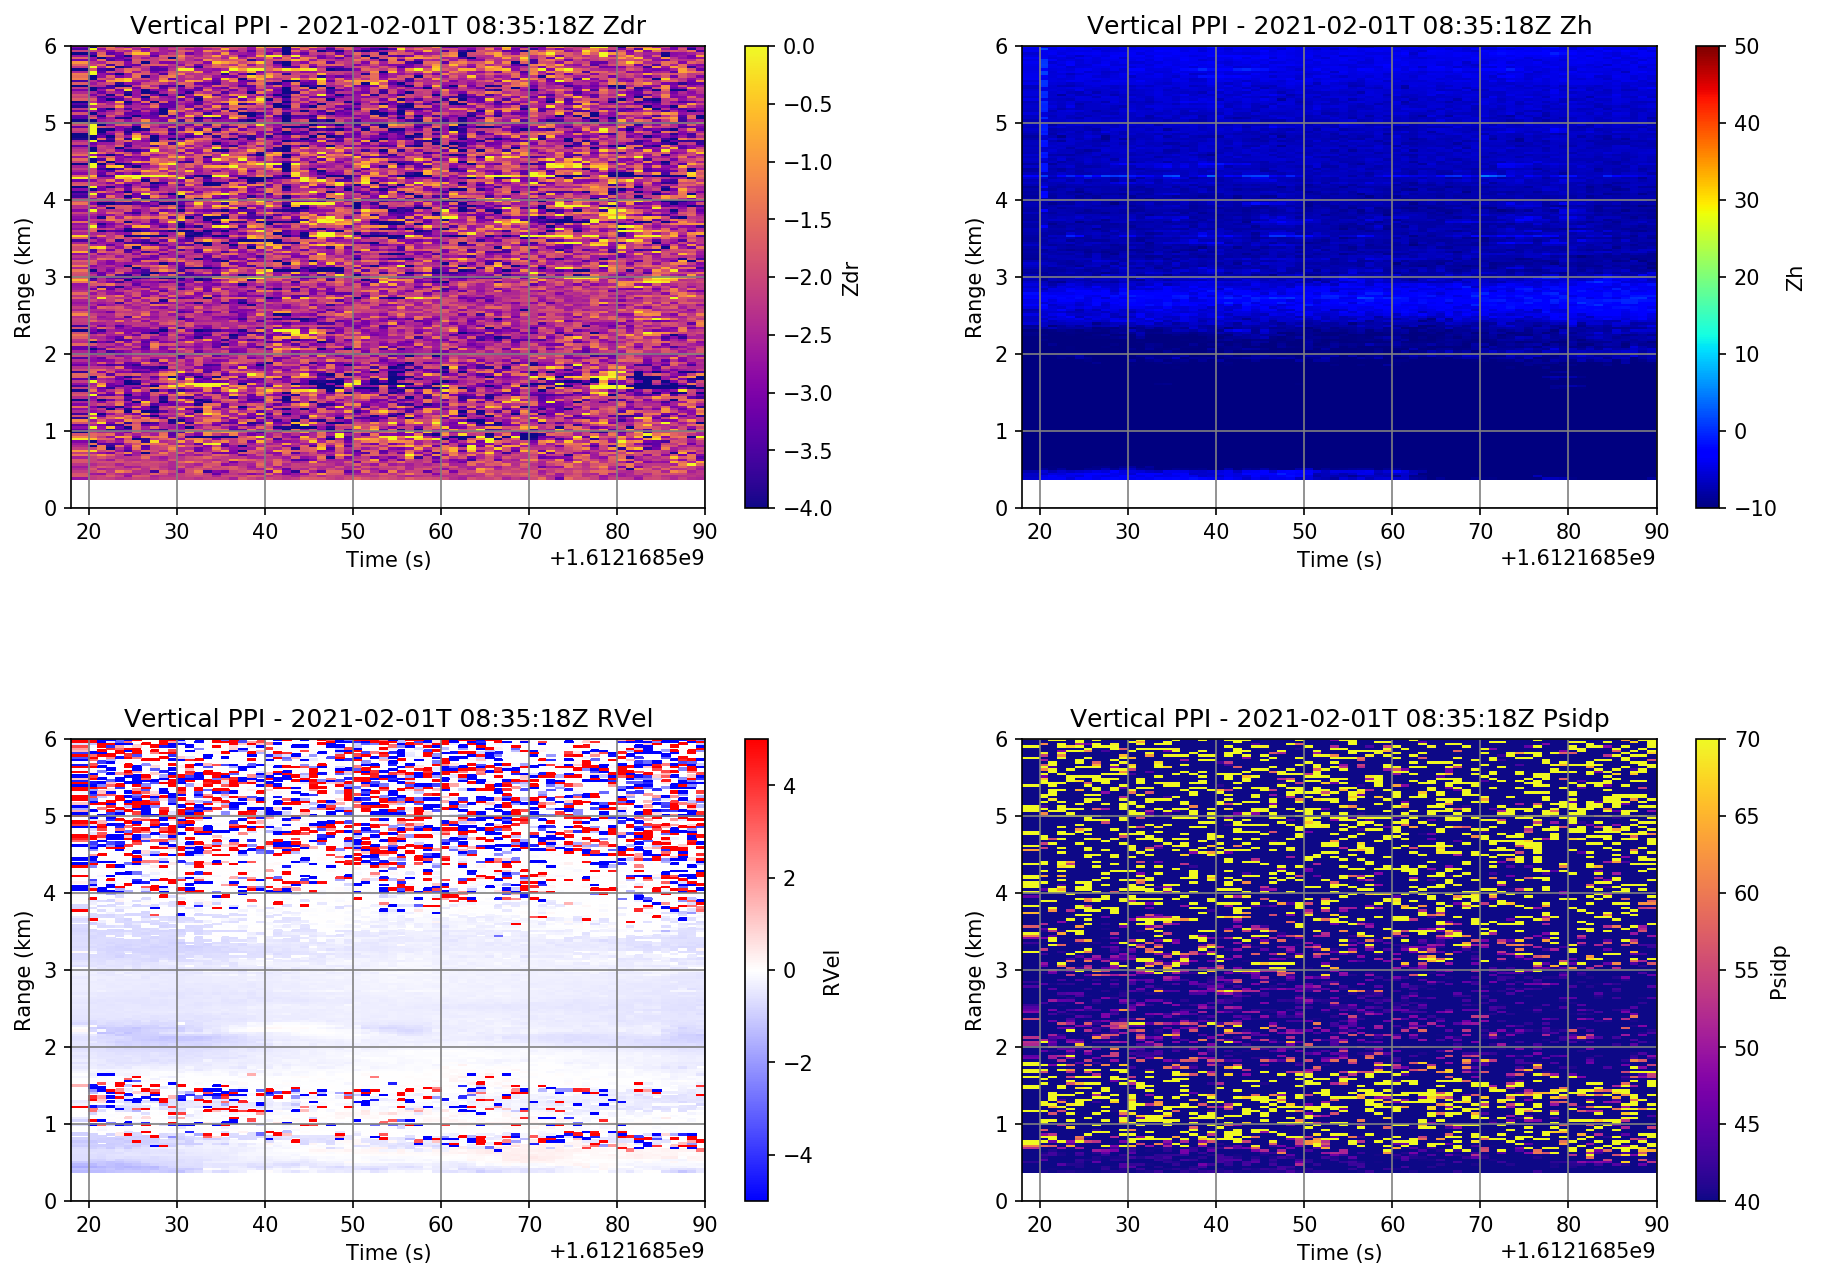 Vertical PPI - 2021-02-01T 08:35:18Z Zdr
6
5
4
3
2
1
0
Range (km)
20 30 40 50 60 70 80 90
Time (s)
+1.6121685e9
0.0
−0.5
−1.0
−1.5
−2.0
−2.5
−3.0
−3.5
−4.0
Zdr
Vertical PPI - 2021-02-01T 08:35:18Z Zh
6
5
4
3
2
1
0
Range (km)
20 30 40 50 60 70 80 90
Time (s)
+1.6121685e9
50
40
30
20
10
0
−10
Zh
Vertical PPI - 2021-02-01T 08:35:18Z RVel
6
5
4
3
2
1
0
Range (km)
20 30 40 50 60 70 80 90
Time (s)
+1.6121685e9
4
2
0
−2
−4
RVel
Vertical PPI - 2021-02-01T 08:35:18Z Psidp
6
5
4
3
2
1
0
Range (km)
20 30 40 50 60 70 80 90
Time (s)
+1.6121685e9
70
65
60
55
50
45
40
Psidp